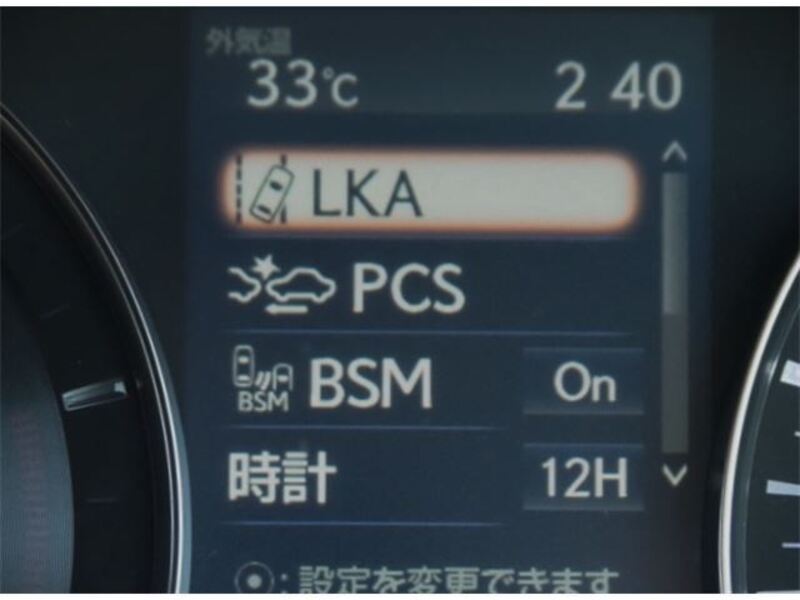 外気温
33℃ 2 40
LKA
PCS
BSM BSM On
時計 12H
:設定を変更できます